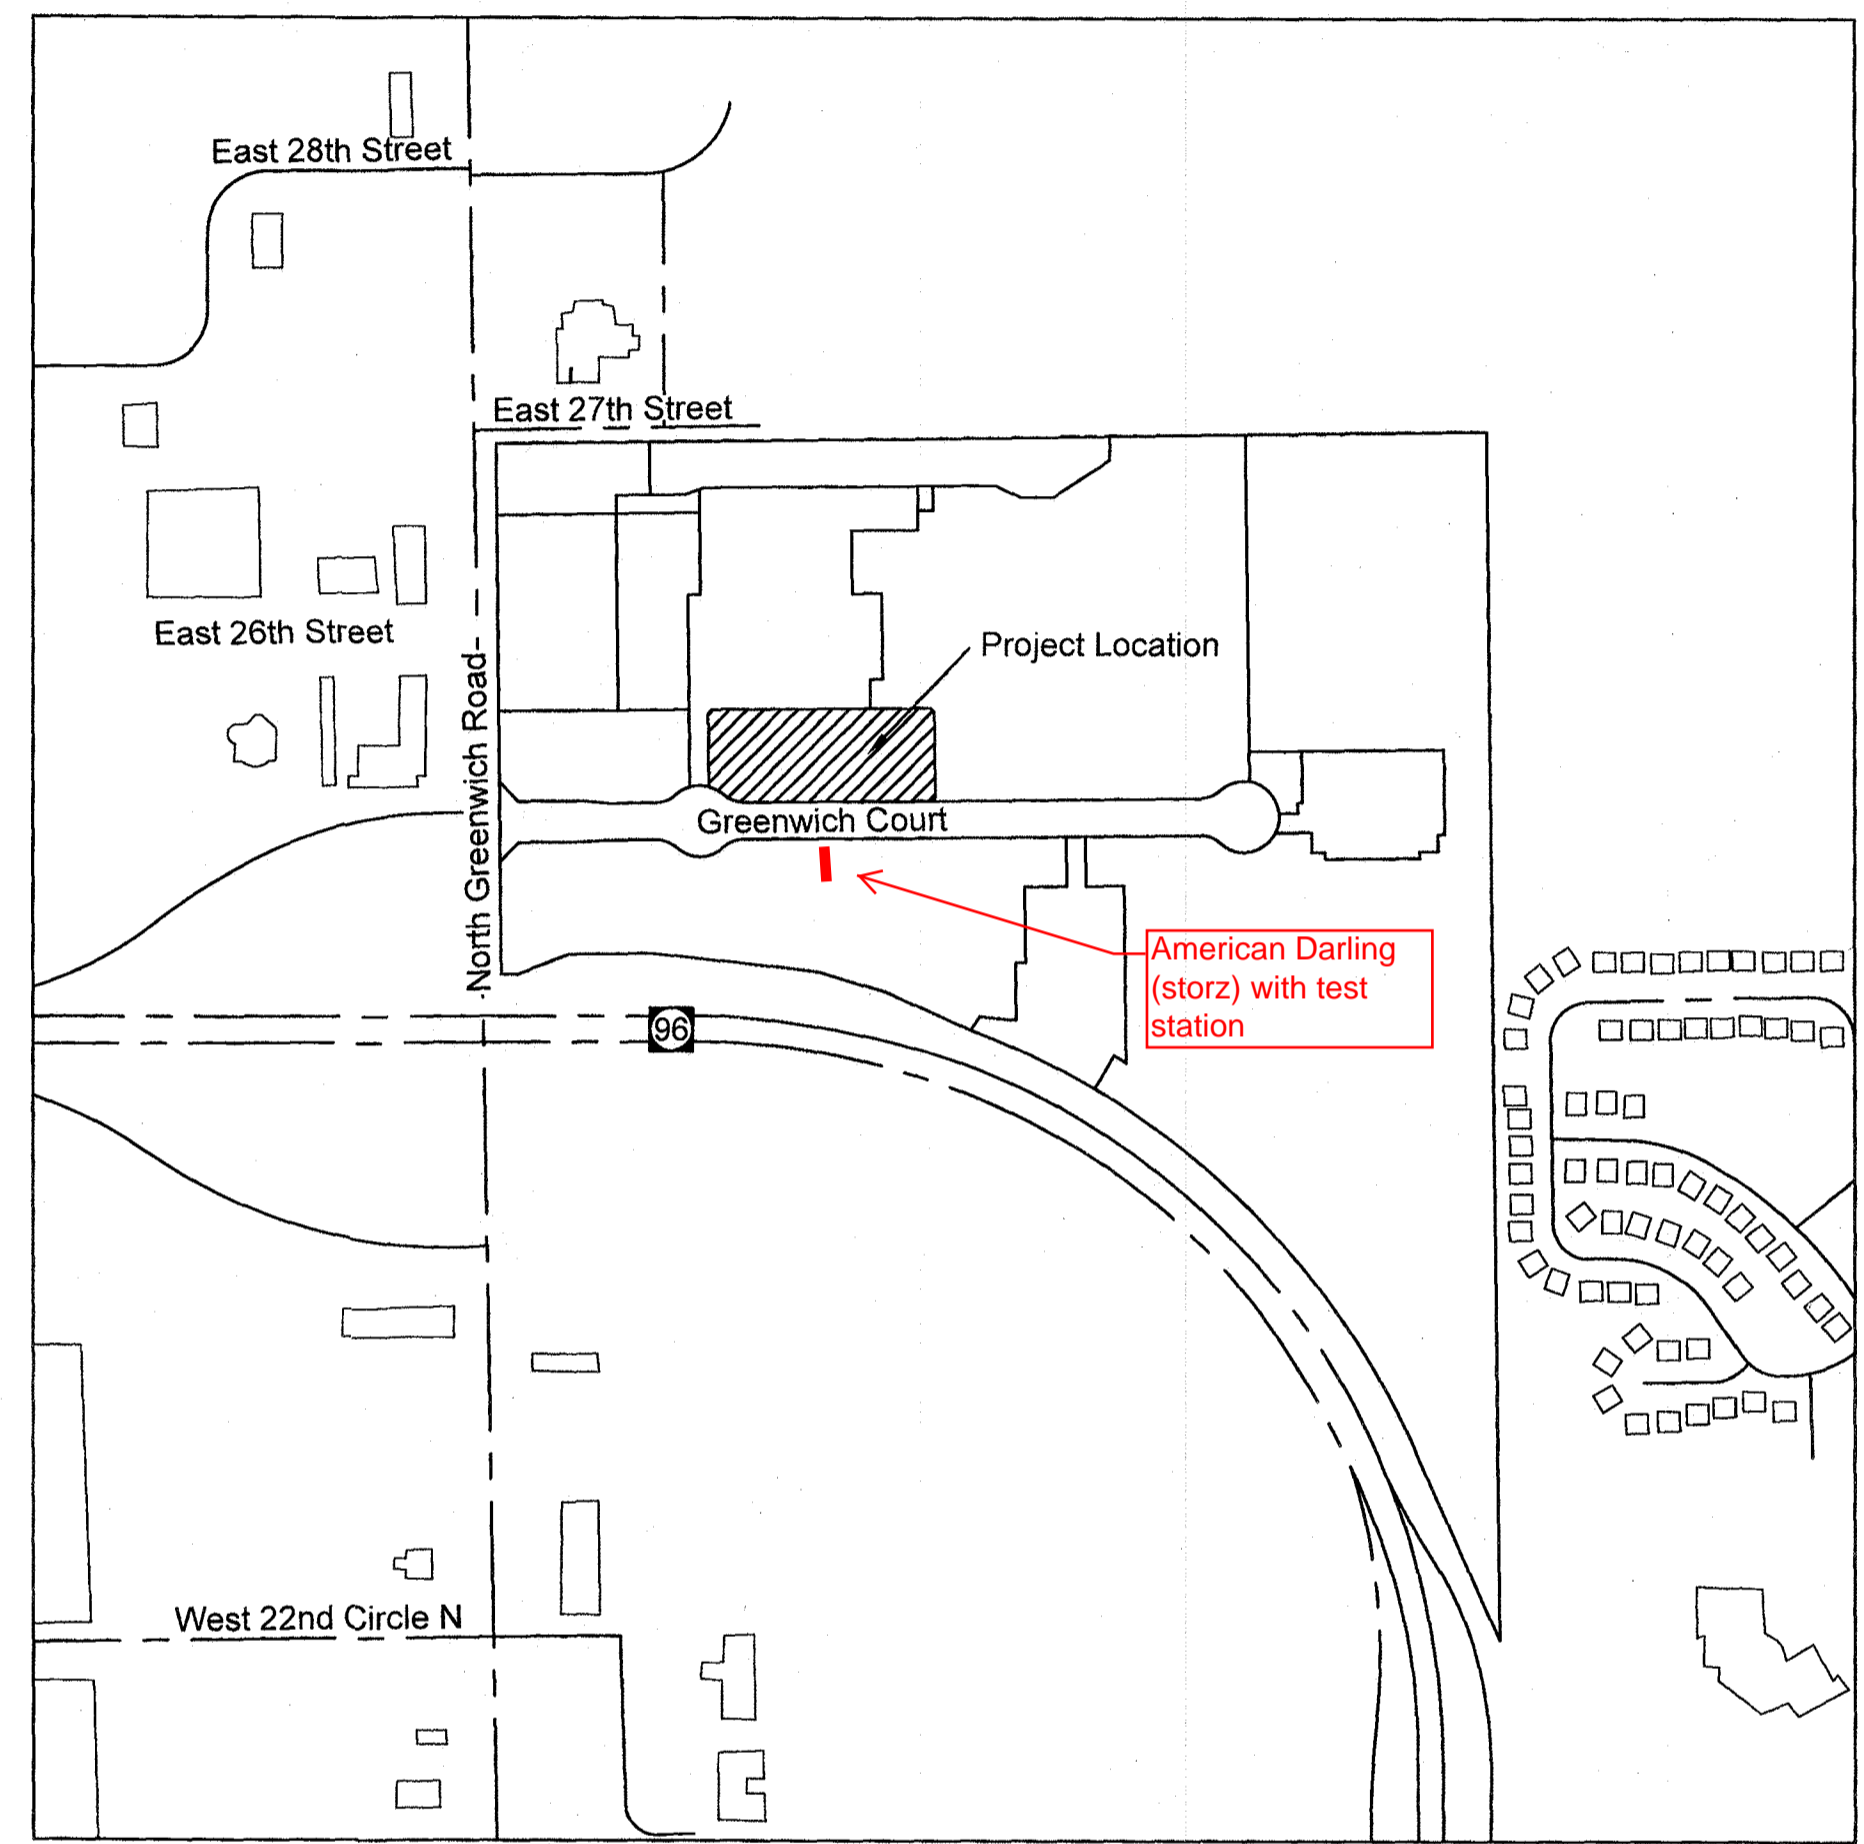 East 28th Street
East 27th Street
East 26th Street
Project Location
North Greenwich Road
Greenwich Court
American Darling
(storz) with test
station
96
West 22nd Circle N